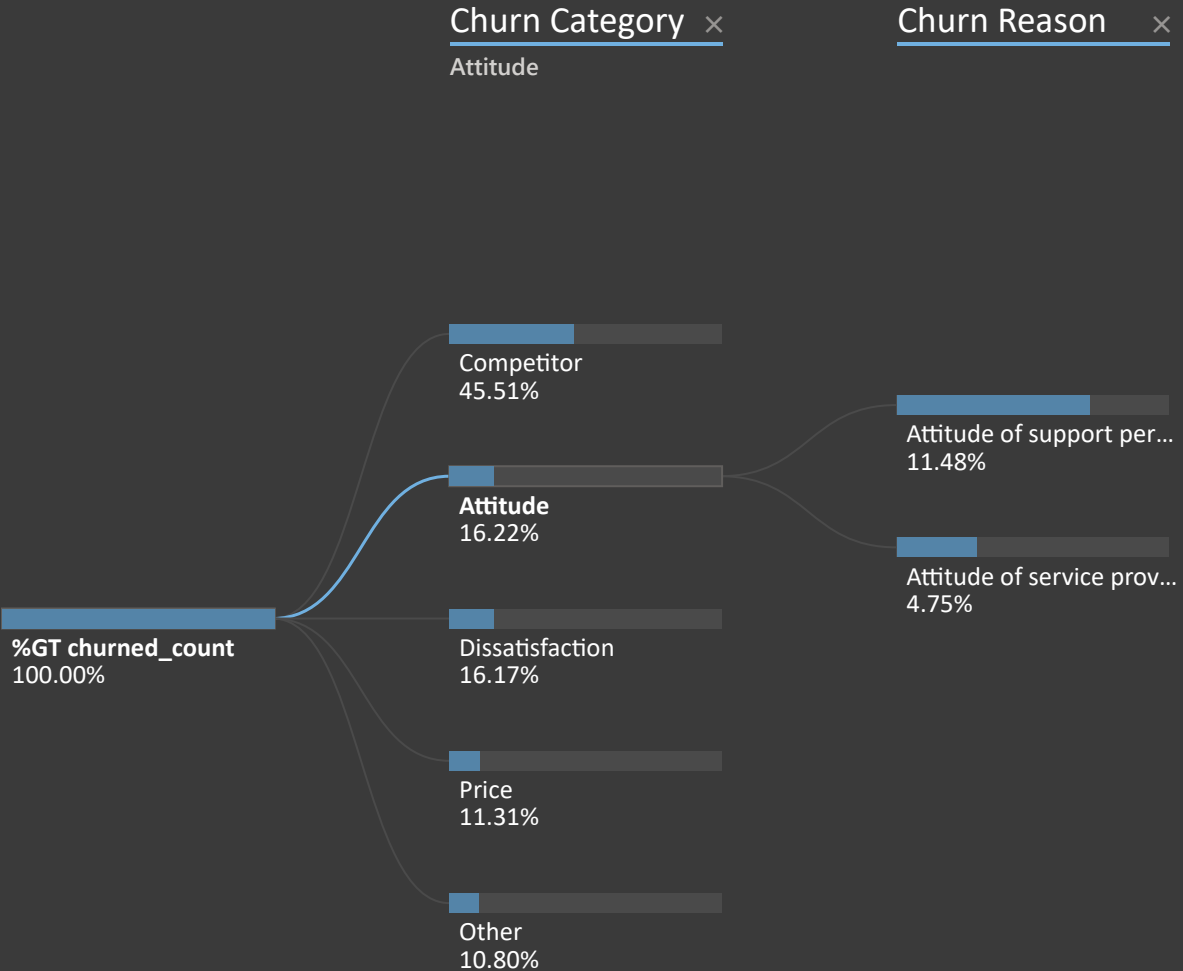 Churn Category ×
Churn Reason ×
Attitude
Competitor
45.51%
Attitude of support per...
11.48%
Attitude
16.22%
Attitude of service prov...
4.75%
%GT churned_count
100.00%
Dissatisfaction
16.17%
Price
11.31%
Other
10.80%